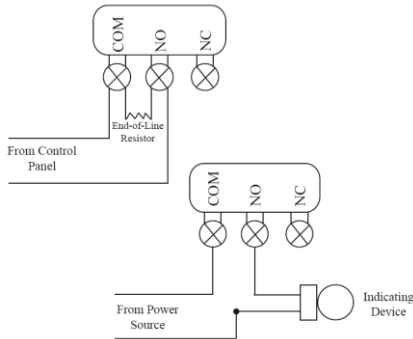 COM
NO
NC
End-of-Line
Resistor
From Control
Panel
COM
NO
NC
From Power
Source
Indicating
Device